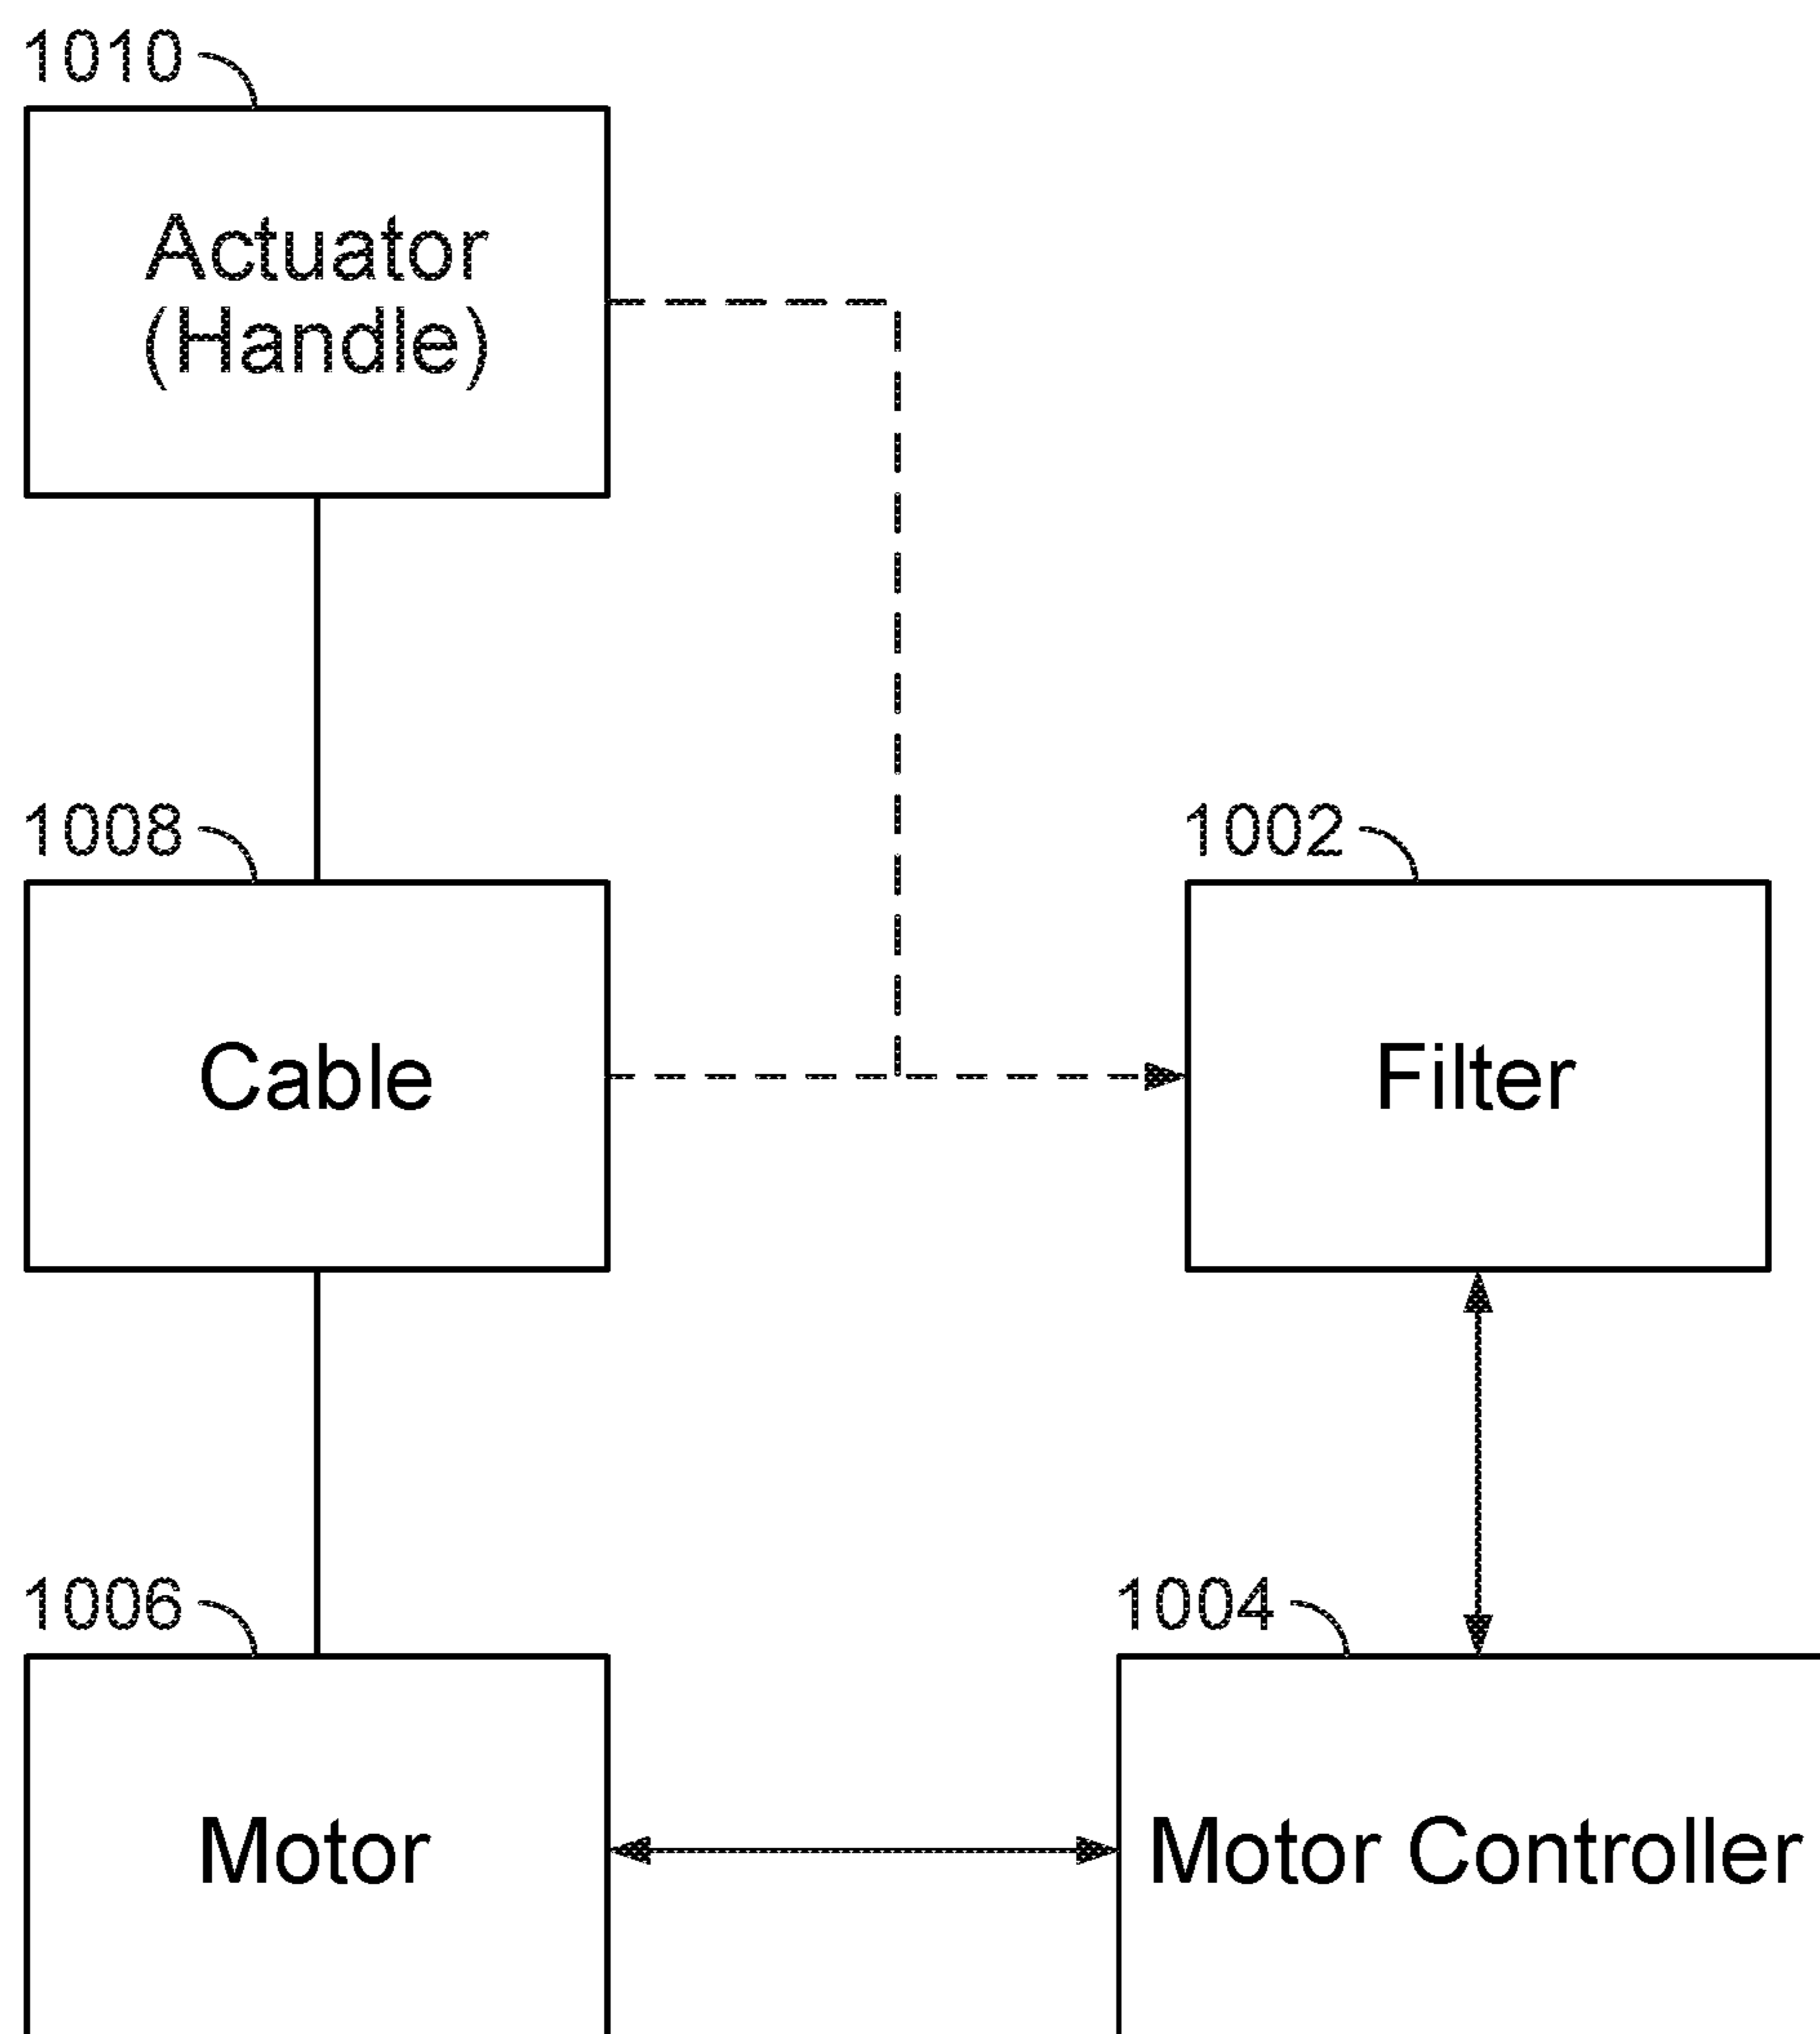 1010
Actuator
(Handle)
1008
Cable
1002
Filter
1006
Motor
1004
Motor Controller